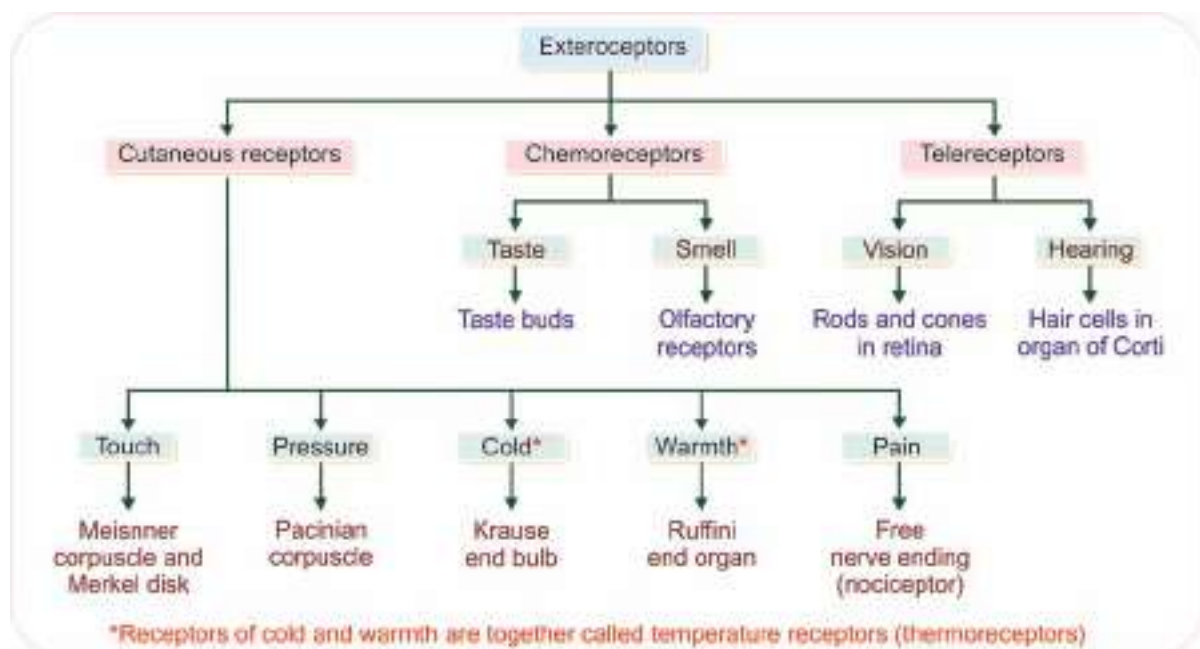 Exteroceptors
Cutaneous receptors
Chemoreceptors
Telereceptors
Taste
Smell
Vision
Hearing
Taste buds
Olfactory
receptors
Rods and cones
in retina
Hair cells in
organ of Corti
Touch
Pressure
Cold*
Warmth*
Pain
Meisnner
corpuscle and
Merkel disk
Pacinian
corpuscle
Krause
end bulb
Ruffini
end organ
Free
nerve ending
(nociceptor)
*Receptors of cold and warmth are together called temperature receptors (thermoreceptors)